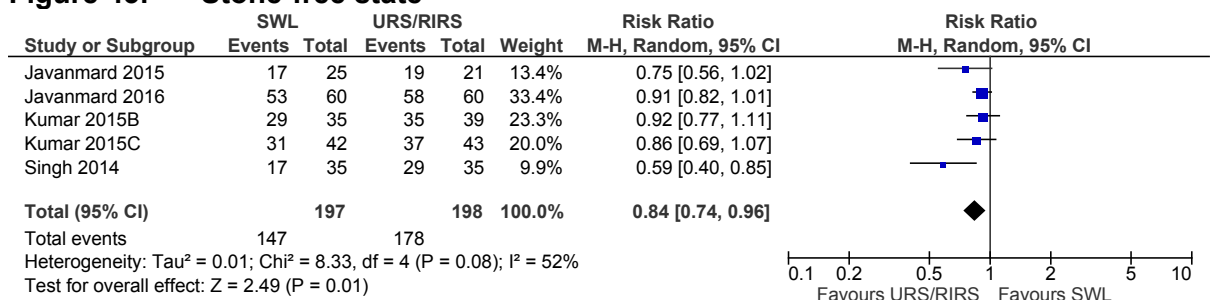 SWL URS/RIRS Risk Ratio Risk Ratio
Study or Subgroup Events Total Events Total Weight M-H, Random, 95% CI M-H, Random, 95% CI
Javanmard 2015 17 25 19 21 13.4% 0.75 [0.56, 1.02]
Javanmard 2016 53 60 58 60 33.4% 0.91 [0.82, 1.01]
Kumar 2015B 29 35 35 39 23.3% 0.92 [0.77, 1.11]
Kumar 2015C 31 42 37 43 20.0% 0.86 [0.69, 1.07]
Singh 2014 17 35 29 35 9.9% 0.59 [0.40, 0.85]
Total (95% CI) 197 198 100.0% 0.84 [0.74, 0.96]
Total events 147 178
Heterogeneity: Tau² = 0.01; Chi² = 8.33, df = 4 (P = 0.08); I² = 52%
Test for overall effect: Z = 2.49 (P = 0.01)
0.1 0.2 0.5 1 2 5 10
Favours URS/RIRS Favours SWL